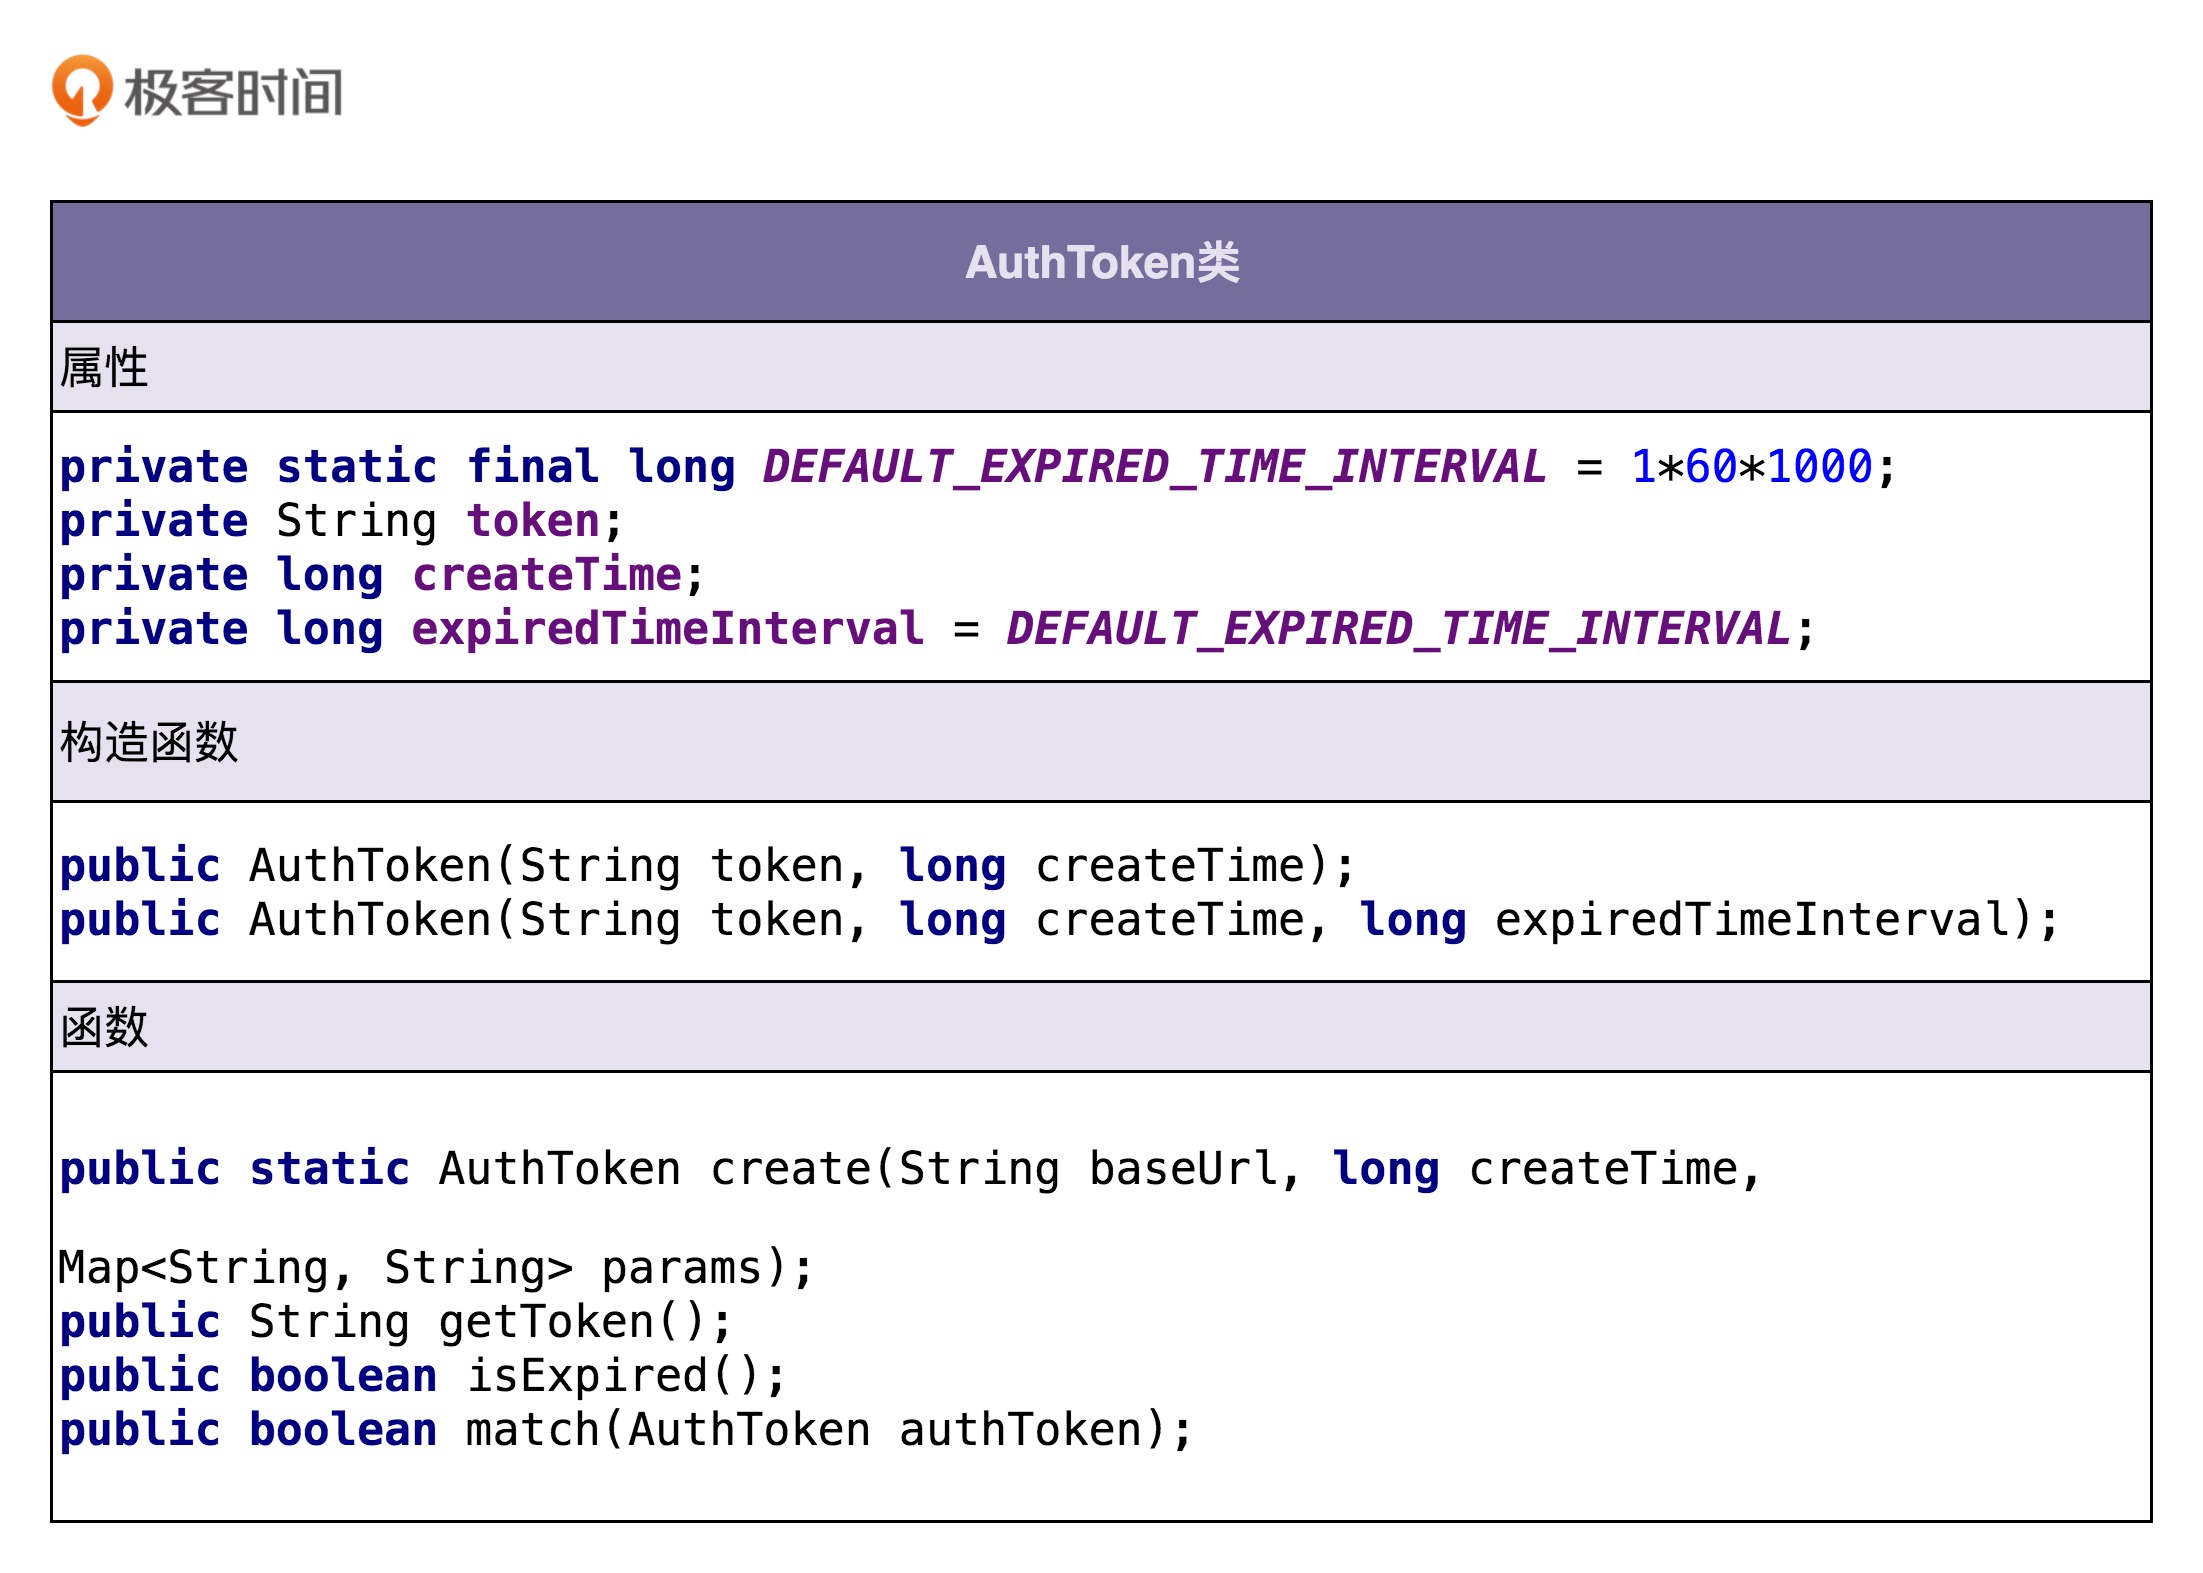 极客时间
AuthToken类
属性
private static final long DEFAULT_EXPIRED_TIME_INTERVAL = 1*60*1000;
private String token;
private long createTime;
private long expiredTimeInterval = DEFAULT_EXPIRED_TIME_INTERVAL;
构造函数
public AuthToken(String token, long createTime);
public AuthToken(String token, long createTime, long expiredTimeInterval);
函数
public static AuthToken create(String baseUrl, long createTime,
Map<String, String> params);
public String getToken();
public boolean isExpired();
public boolean match(AuthToken authToken);